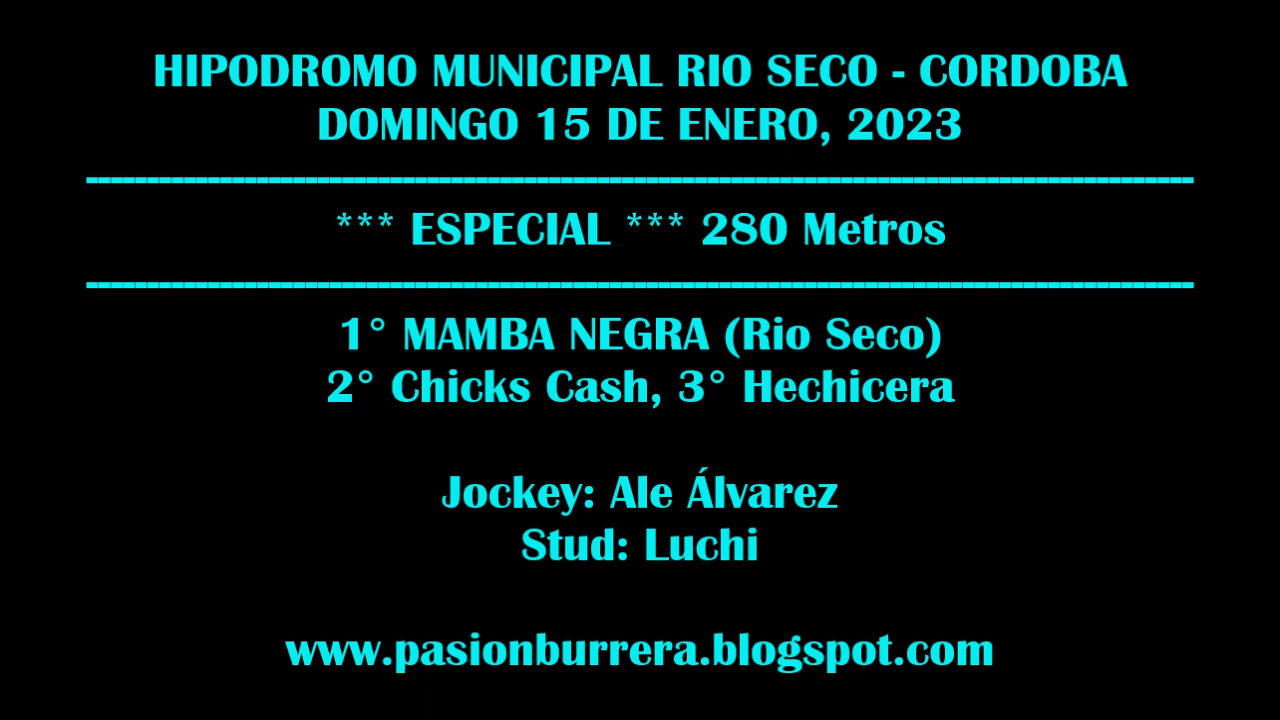 HIPODROMO MUNICIPAL RIO SECO - CORDOBA
DOMINGO 15 DE ENERO, 2023
-------------------------------------------------------------------------------------------
*** ESPECIAL *** 280 Metros
-------------------------------------------------------------------------------------------
1° MAMBA NEGRA (Rio Seco)
2° Chicks Cash, 3° Hechicera
Jockey: Ale Álvarez
Stud: Luchi
www.pasionburrera.blogspot.com